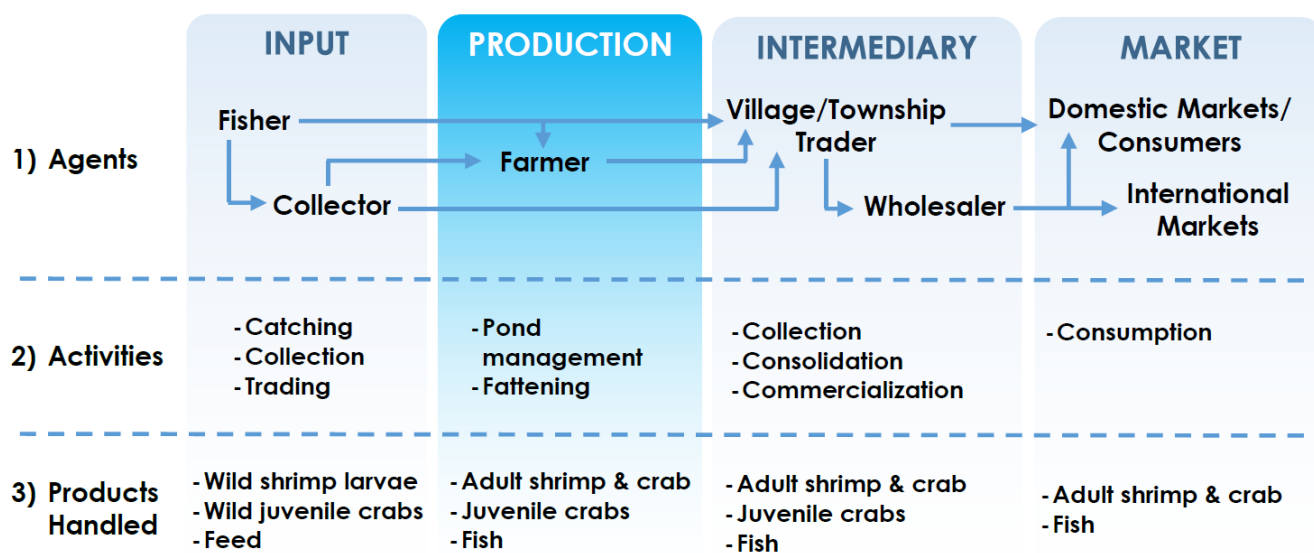 INPUT
PRODUCTION
INTERMEDIARY
MARKET
1) Agents
Fisher
Collector
Farmer
Village/Township
Trader
Wholesaler
Domestic Markets/
Consumers
International
Markets
2) Activities
- Catching
- Collection
- Trading
- Pond
management
- Fattening
- Collection
- Consolidation
- Commercialization
- Consumption
3) Products
Handled
- Wild shrimp larvae
- Wild juvenile crabs
- Feed
- Adult shrimp & crab
- Juvenile crabs
- Fish
- Adult shrimp & crab
- Juvenile crabs
- Fish
- Adult shrimp & crab
- Fish